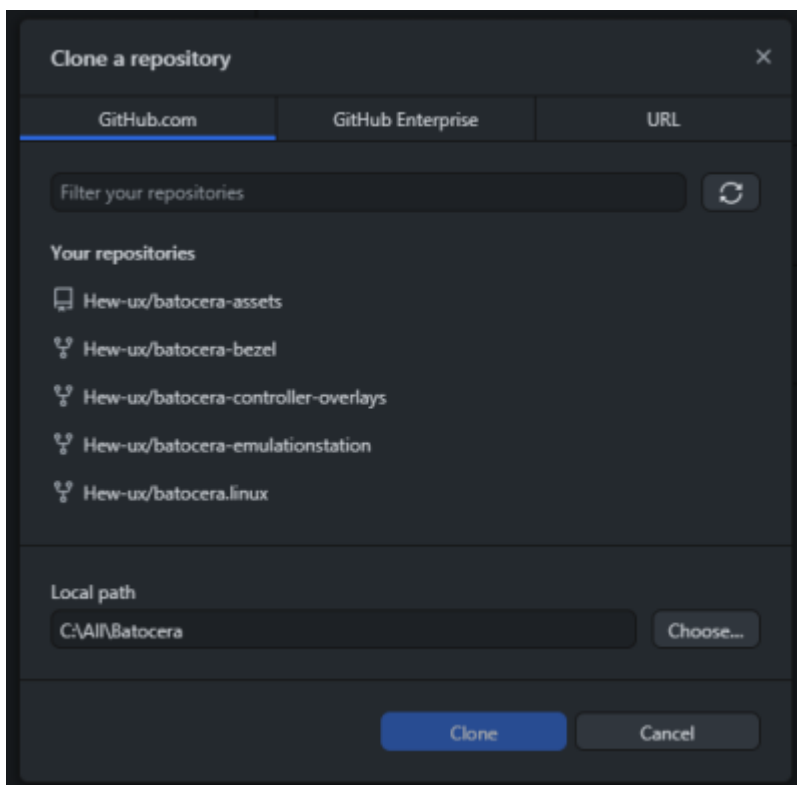 Clone a repository
GitHub.com GitHub Enterprise URL
Filter your repositories
Your repositories
Hew-ux/batocera-assets
Hew-ux/batocera-bezel
Hew-ux/batocera-controller-overlays
Hew-ux/batocera-emulationstation
Hew-ux/batocera.linux
Local path
C:\All\Batocera Choose...
Clone Cancel